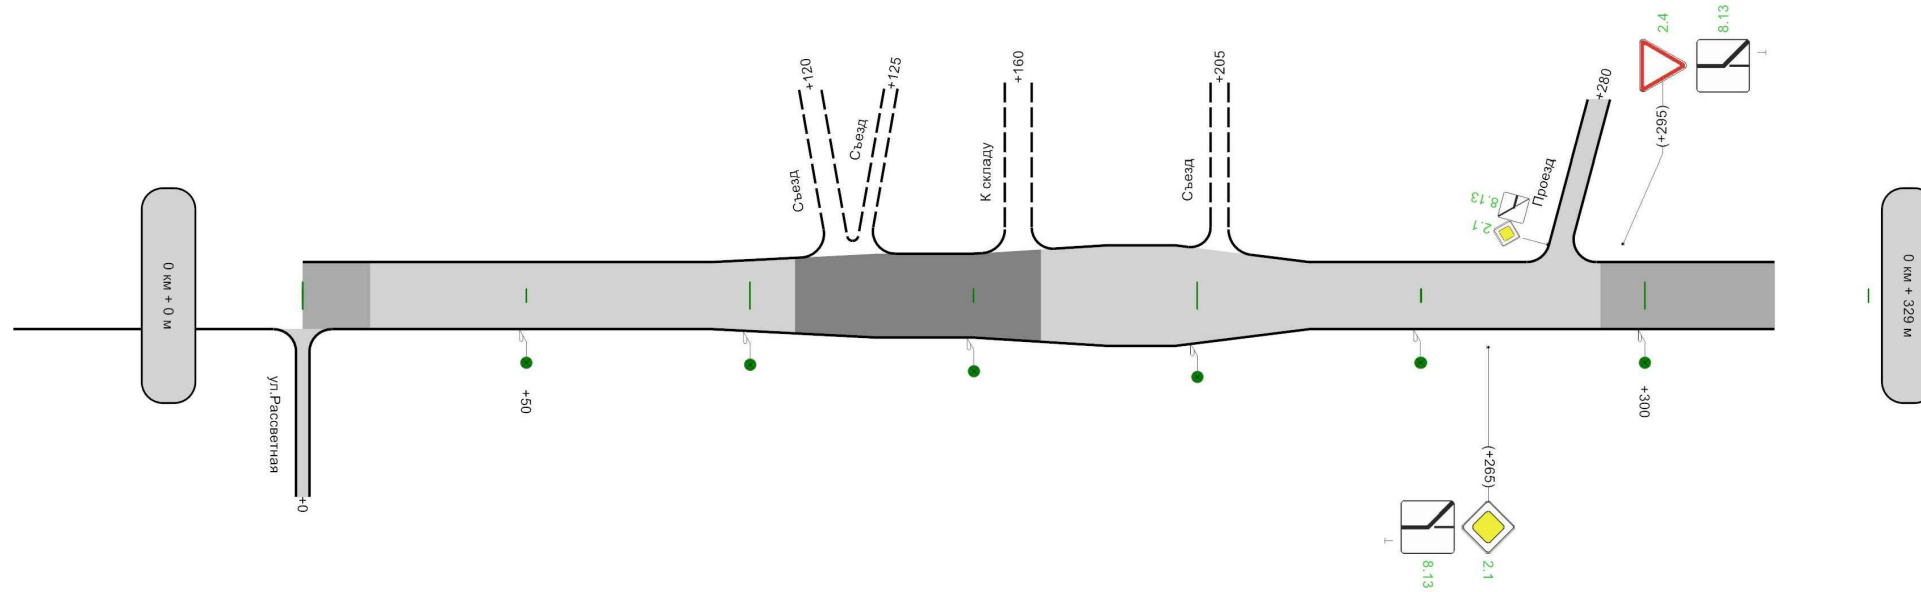 0 км + 0 м
ул.Рассветная
+0
+50
Съезд
+120
Съезд
+125
К складу
+160
Съезд
+205
8.13
2.1
Проезд
+280
2.4
8.13
T
(+295)
+300
(+265)
T
8.13
2.1
0 км + 329 м